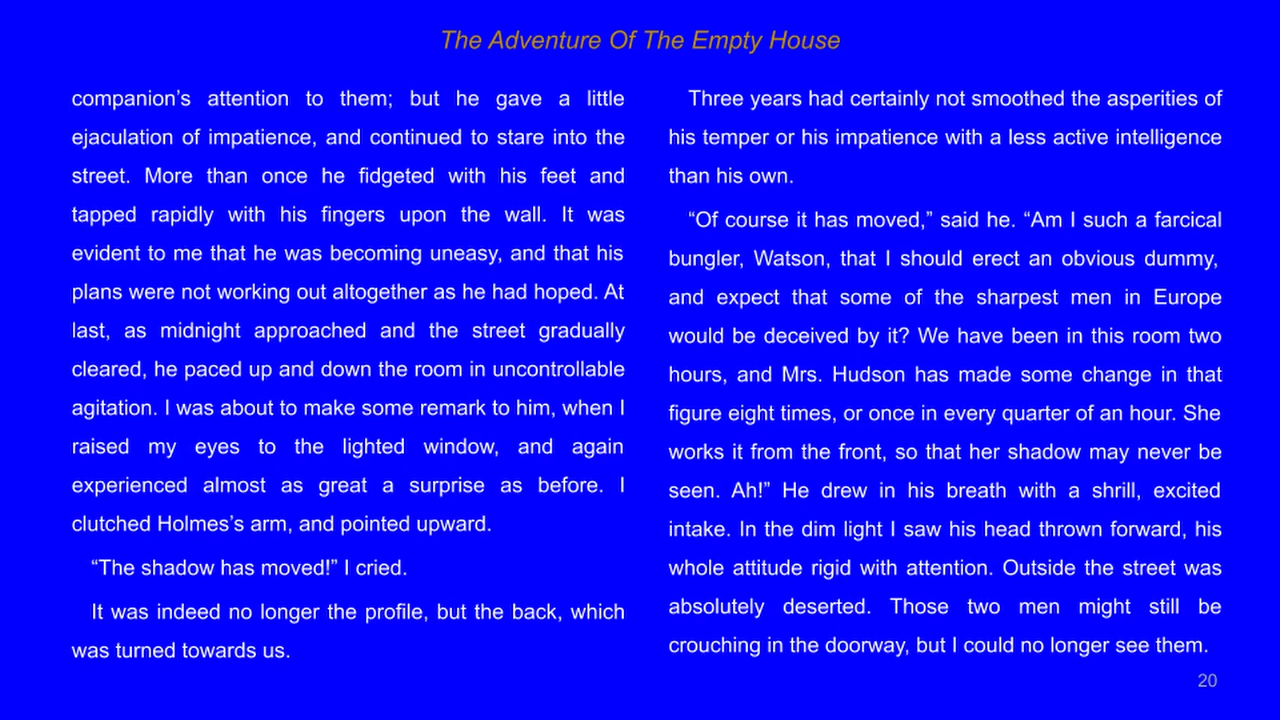 The Adventure Of The Empty House
companion’s attention to them; but he gave a little
ejaculation of impatience, and continued to stare into the
street. More than once he fidgeted with his feet and
tapped rapidly with his fingers upon the wall. It was
evident to me that he was becoming uneasy, and that his
plans were not working out altogether as he had hoped. At
last, as midnight approached and the street gradually
cleared, he paced up and down the room in uncontrollable
agitation. I was about to make some remark to him, when I
raised my eyes to the lighted window, and again
experienced almost as great a surprise as before. I
clutched Holmes’s arm, and pointed upward.
“The shadow has moved!” I cried.
It was indeed no longer the profile, but the back, which
was turned towards us.
Three years had certainly not smoothed the asperities of
his temper or his impatience with a less active intelligence
than his own.
“Of course it has moved,” said he. “Am I such a farcical
bungler, Watson, that I should erect an obvious dummy,
and expect that some of the sharpest men in Europe
would be deceived by it? We have been in this room two
hours, and Mrs. Hudson has made some change in that
figure eight times, or once in every quarter of an hour. She
works it from the front, so that her shadow may never be
seen. Ah!” He drew in his breath with a shrill, excited
intake. In the dim light I saw his head thrown forward, his
whole attitude rigid with attention. Outside the street was
absolutely deserted. Those two men might still be
crouching in the doorway, but I could no longer see them.
20